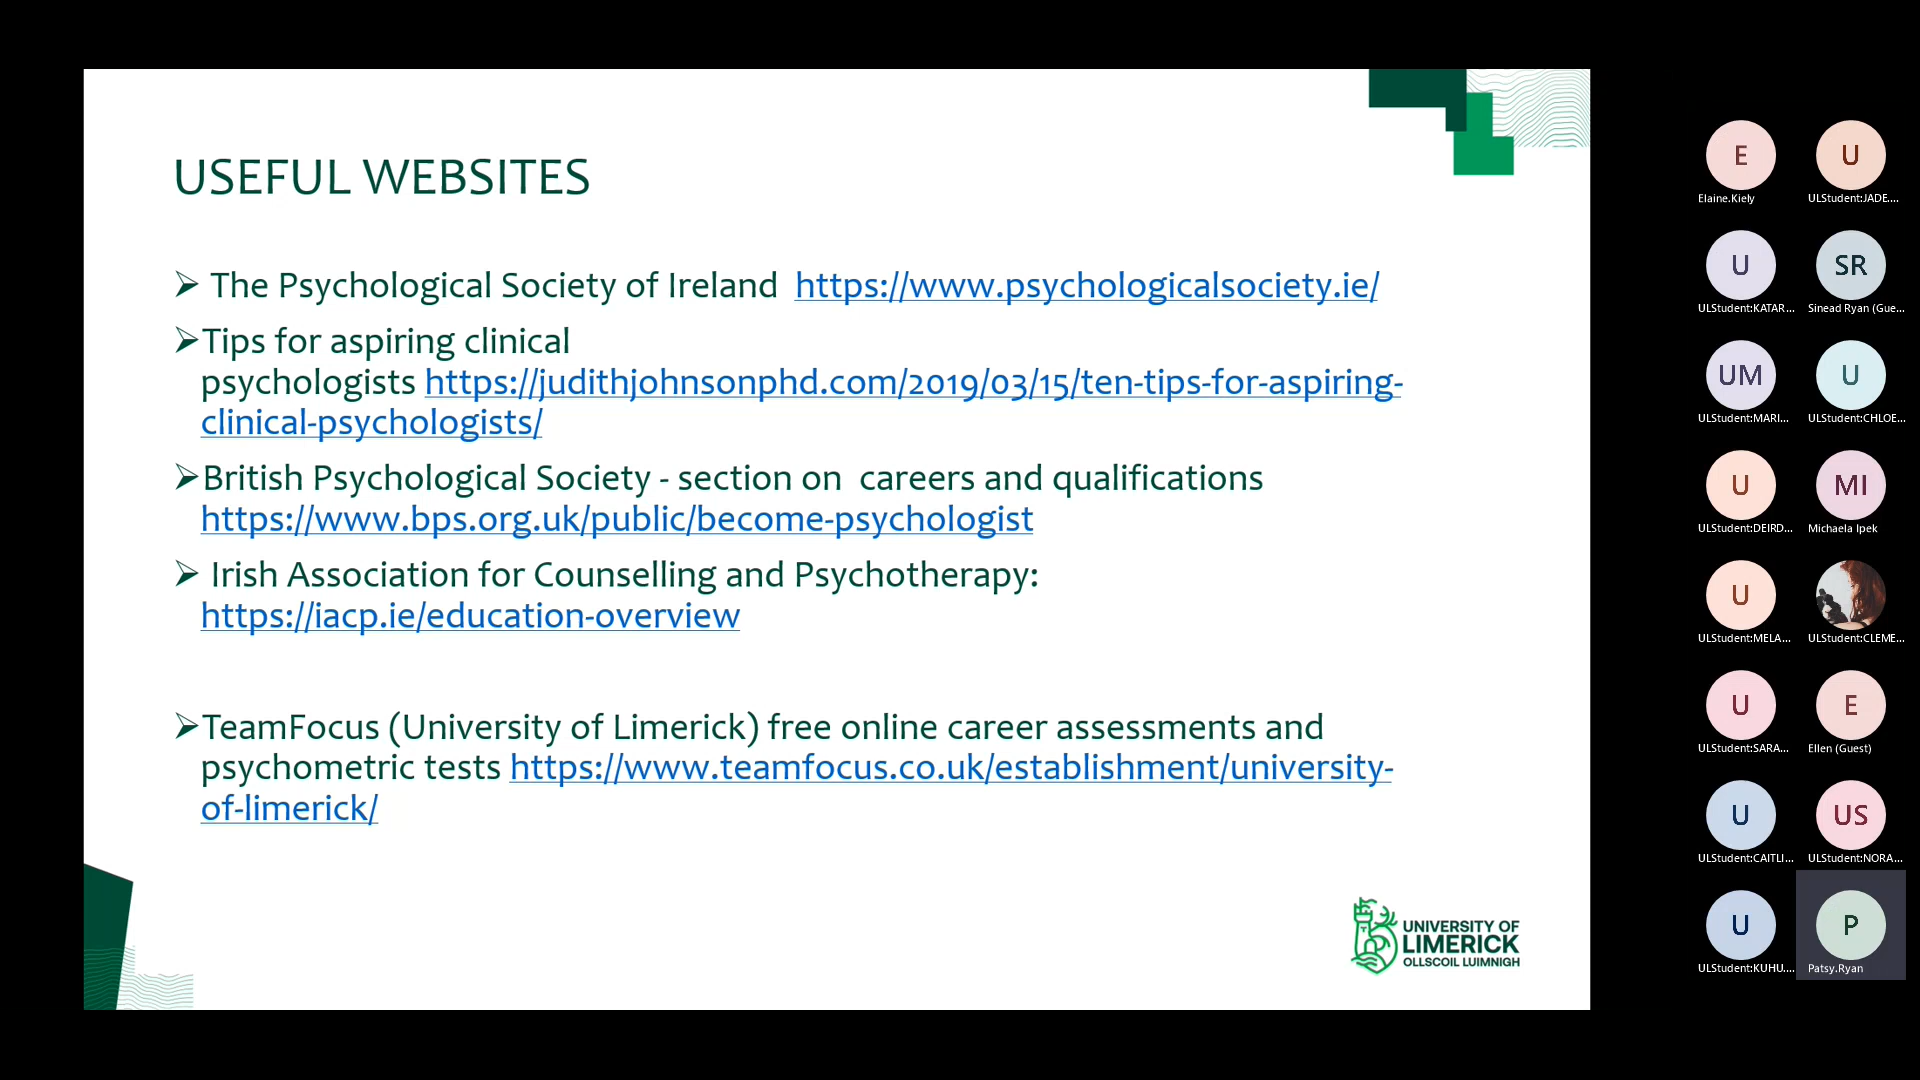 USEFUL WEBSITES
➢ The Psychological Society of Ireland  https://www.psychologicalsociety.ie/
➢Tips for aspiring clinical
psychologists https://judithjohnsonphd.com/2019/03/15/ten-tips-for-aspiring-
clinical-psychologists/
➢British Psychological Society - section on  careers and qualifications
https://www.bps.org.uk/public/become-psychologist
➢ Irish Association for Counselling and Psychotherapy:
https://iacp.ie/education-overview
➢TeamFocus (University of Limerick) free online career assessments and
psychometric tests https://www.teamfocus.co.uk/establishment/university-
of-limerick/
UNIVERSITY OF
LIMERICK
OLLSCOIL LUIMNIGH
E
Elaine.Kiely
U
ULStudent:JADE....
U
ULStudent:KATAR...
SR
Sinead Ryan (Gue...
UM
ULStudent:MARI...
U
ULStudent:CHLOE...
U
ULStudent:DEIRD...
MI
Michaela Ipek
U
ULStudent:MELA...
ULStudent:CLEME...
U
ULStudent:SARA...
E
Ellen (Guest)
U
ULStudent:CAITLI...
US
ULStudent:NORA...
U
ULStudent:KUHU....
P
Patsy.Ryan